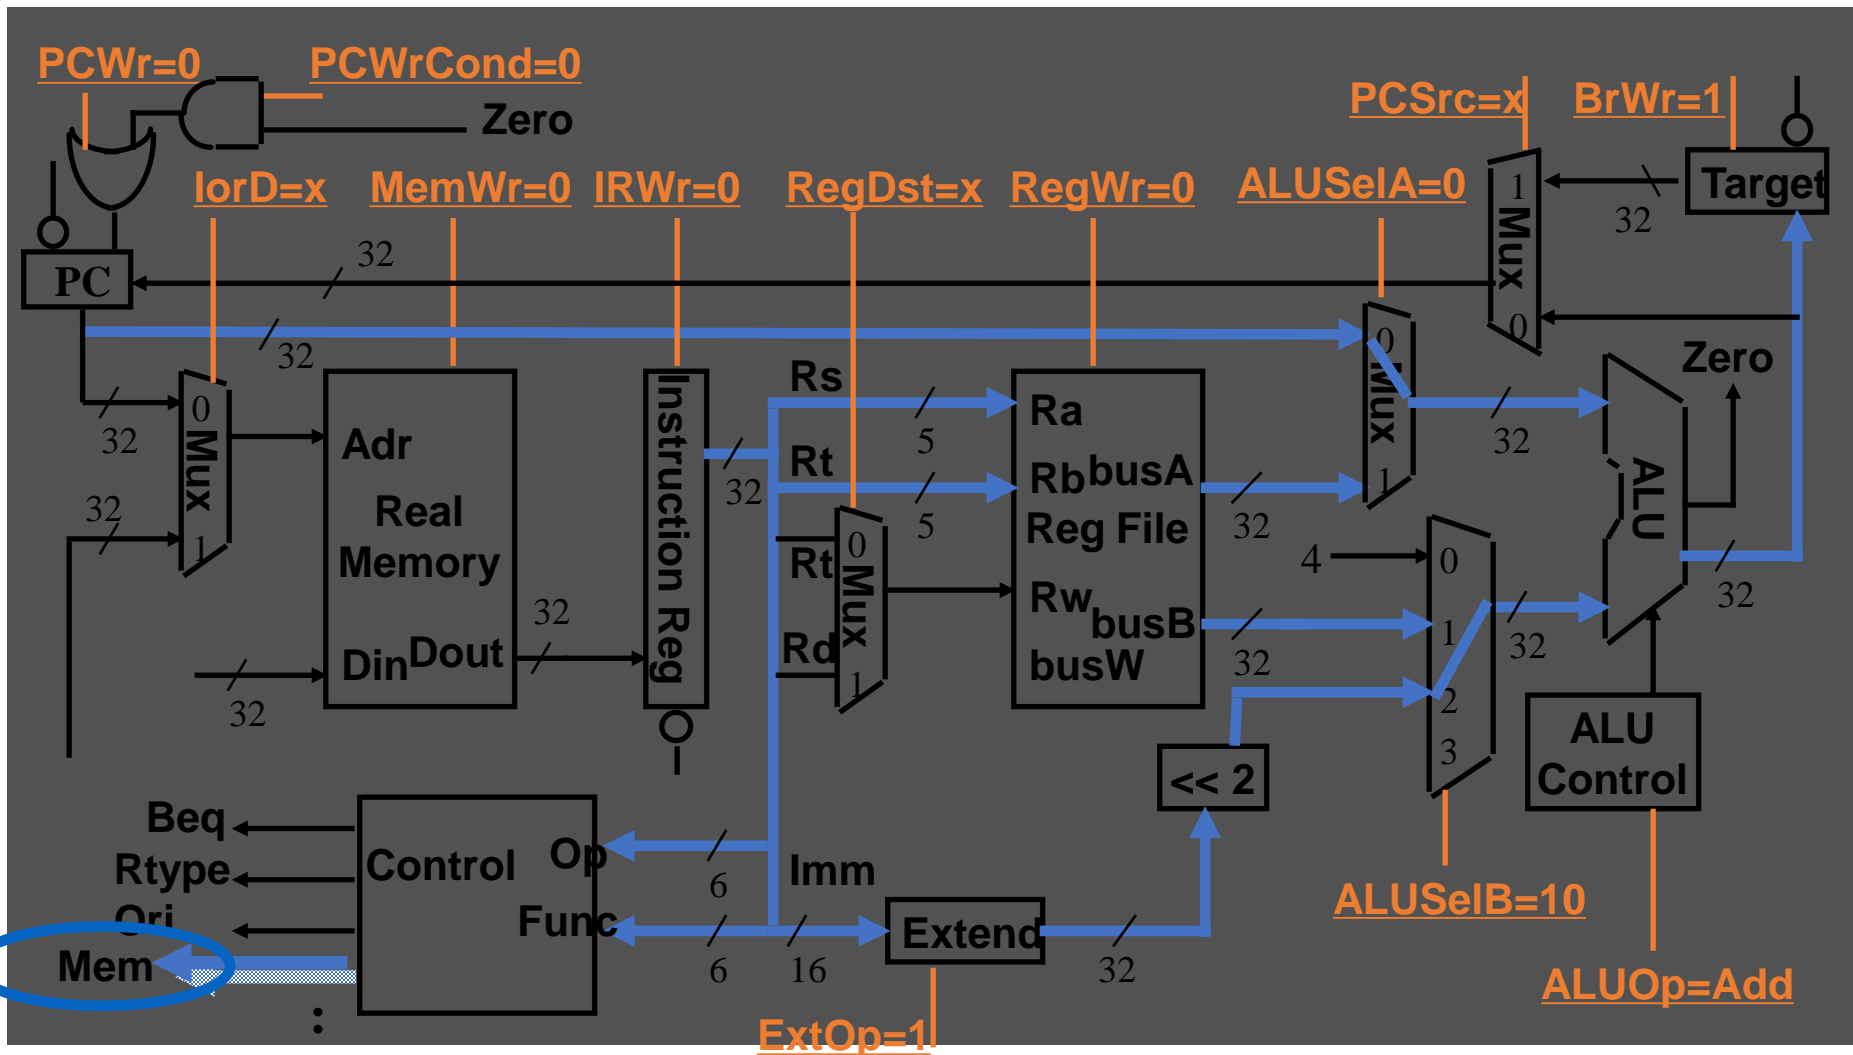 PCWr=0 PCWrCond=0
Zero
PCSrc=x BrWr=1
IorD=x MemWr=0 IRWr=0 RegDst=x RegWr=0 ALUSelA=0
1 Mux 0
32
Target
PC
32
32
0 Mux 1
32
32
Adr
Real
Memory
Din Dout
32
32
Instruction Reg
32
Rs
5
Rt
5
Rt
Rd
0 Mux 1
Ra
Rb busA
Reg File
Rw busB
busW
32
32
0 Mux 1
32
4
0
1
2
3
32
Zero
ALU
32
ALU
Control
<< 2
Beq
Rtype
Ori
Mem
:
Control
Op
Func
6
6
Imm
16
Extend
32
ExtOp=1
ALUSelB=10
ALUOp=Add